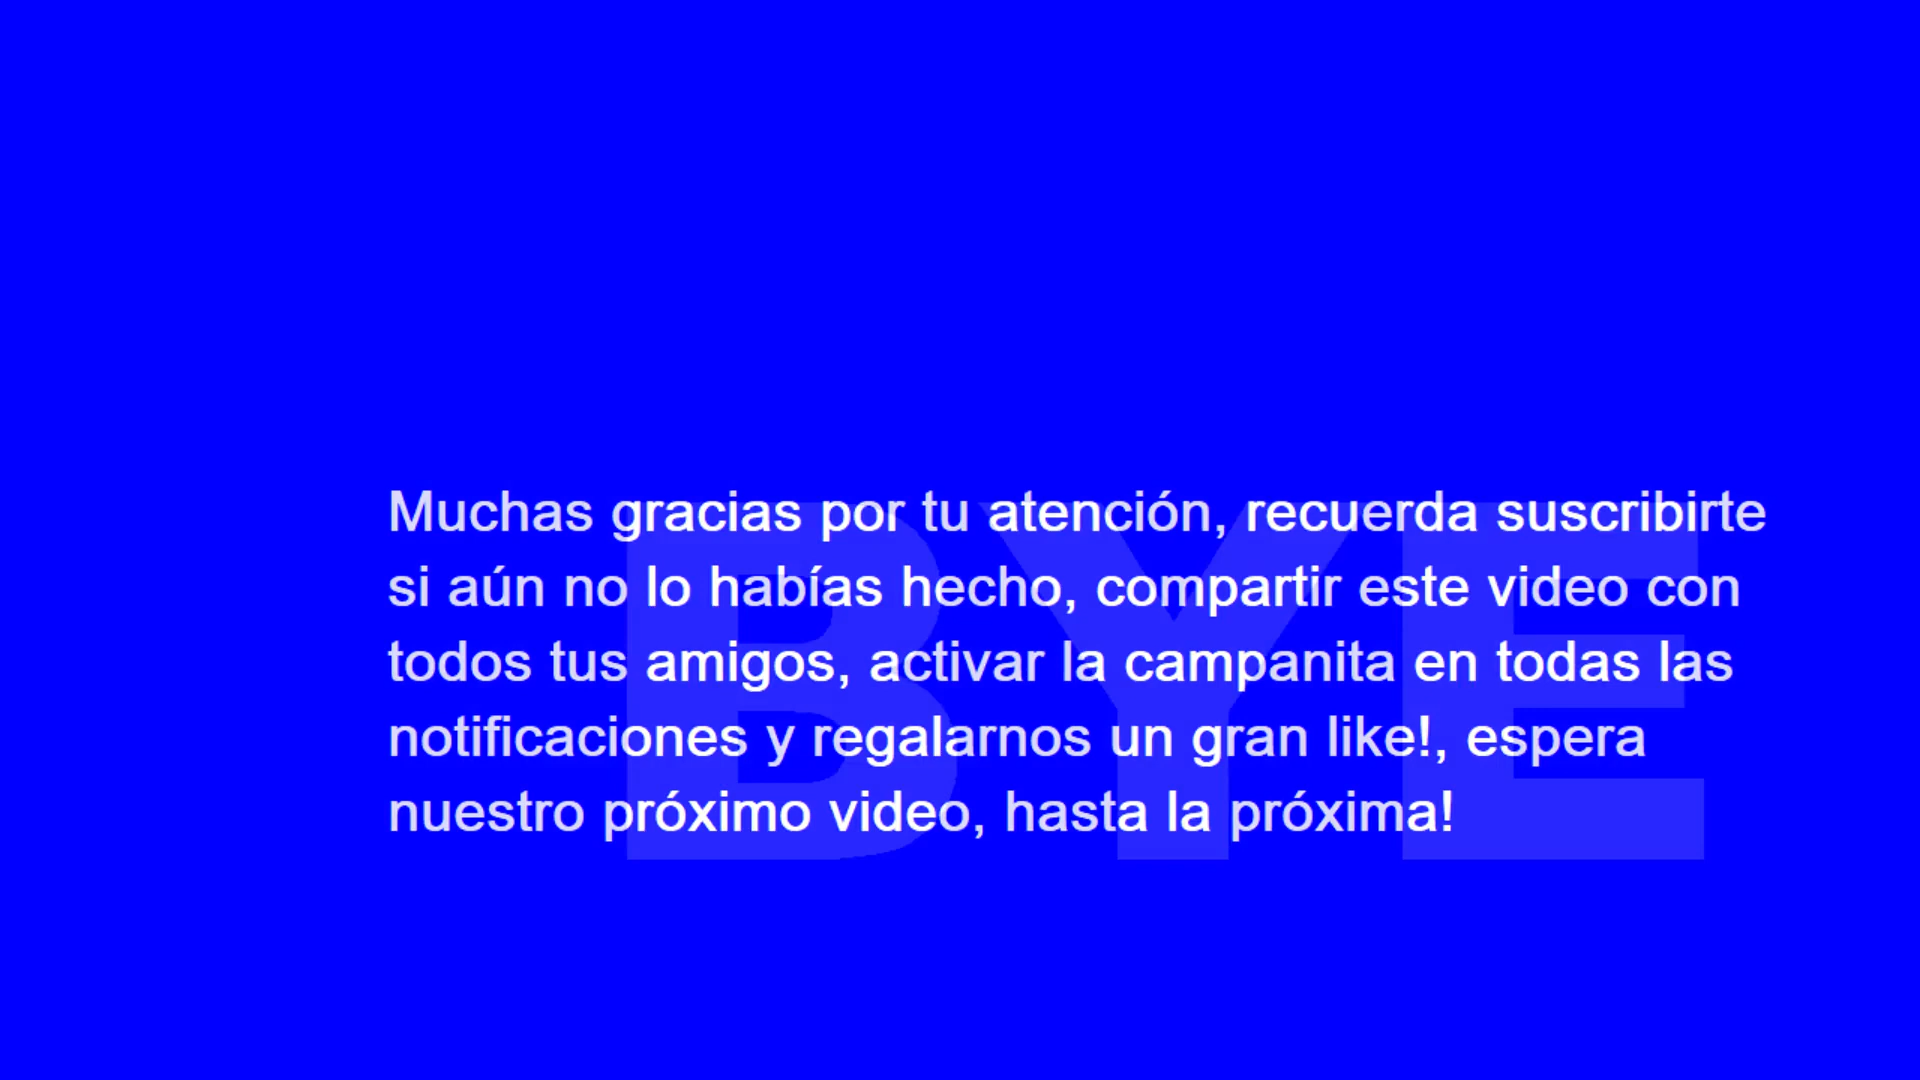 Muchas gracias por tu atención, recuerda suscribirte
si aún no lo habías hecho, compartir este video con
todos tus amigos, activar la campanita en todas las
notificaciones y regalarnos un gran like!, espera
nuestro próximo video, hasta la próxima!
BYE